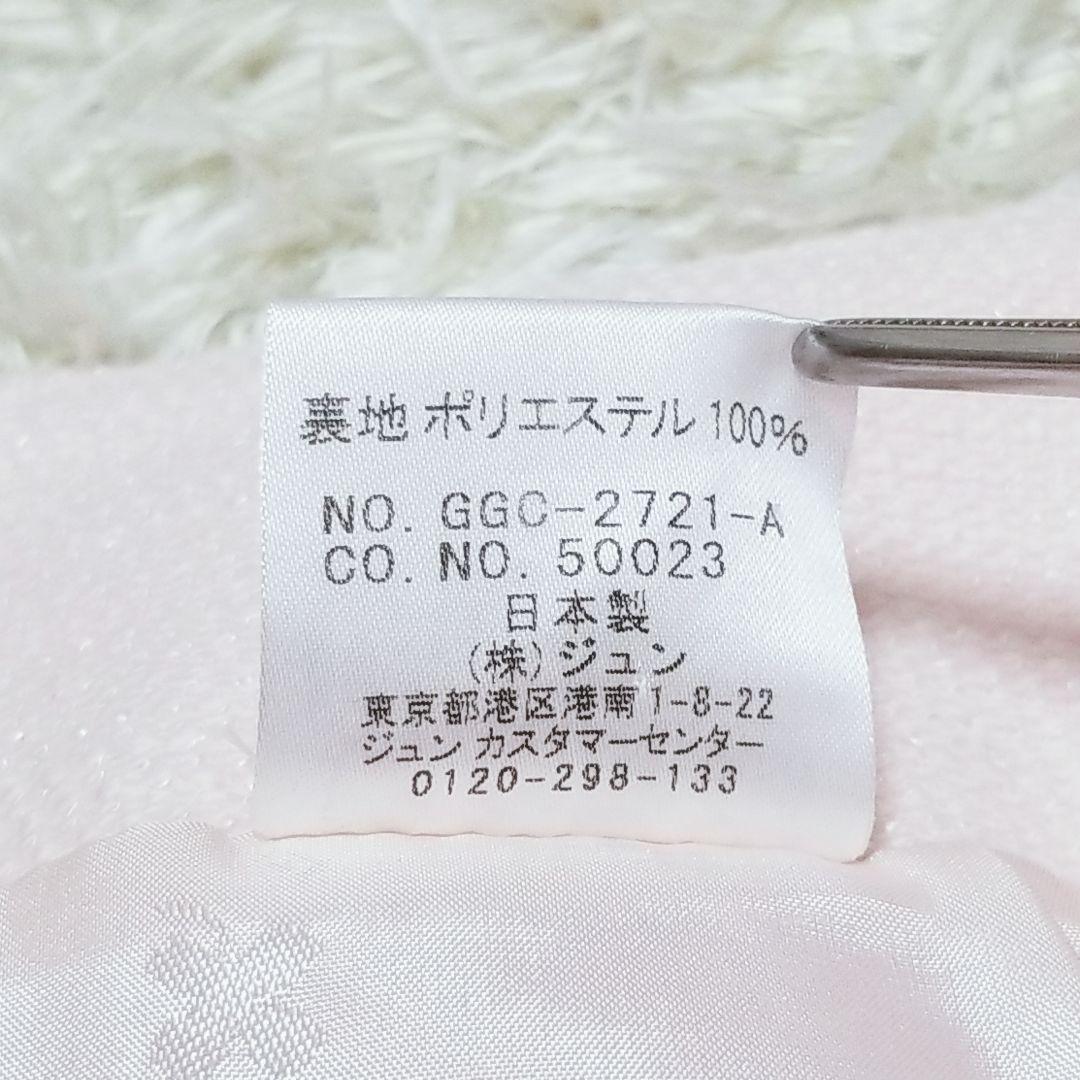 裏地 ポリエステル 100%
NO. GGC-2721-A
CO. NO. 50023
日本製
(株)ジュン
東京都港区港南1-8-22
ジュン カスタマーセンター
0120-298-133